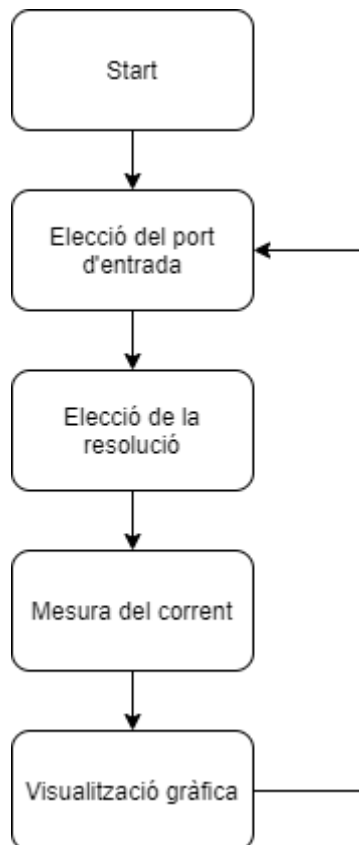 Start
Elecció del port
d'entrada
Elecció de la
resolució
Mesura del corrent
Visualització gràfica